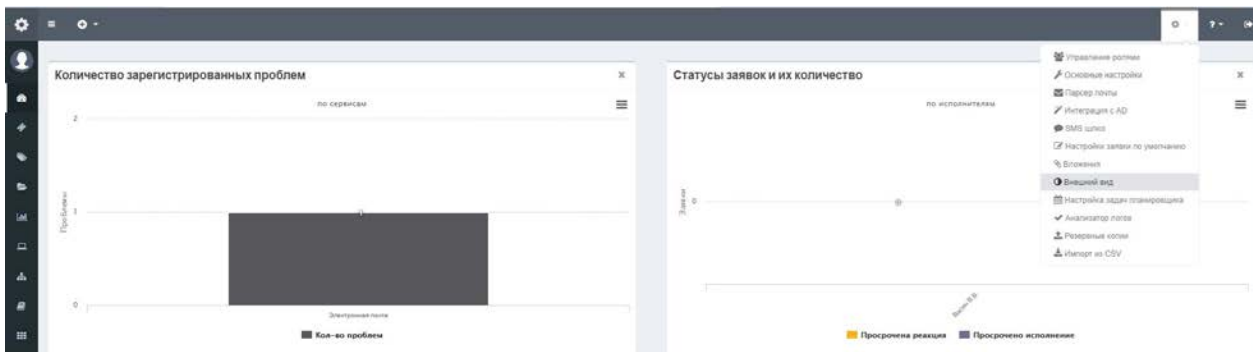 ? 
Количество зарегистрированных проблем
по сервисам
2
Проблемы
1
0
Электронная почта
Кол-во проблем
Статусы заявок и их количество
по исполнителям
Заявки
0
Просрочена реакция
Просрочено исполнение
Управление ролями
Основные настройки
Парсер почты
Интеграция с AD
SMS шлюз
Настройки заявки по умолчанию
Вложения
Внешний вид
Настройка задач планировщика
Анализатор логов
Резервные копии
Импорт из CSV